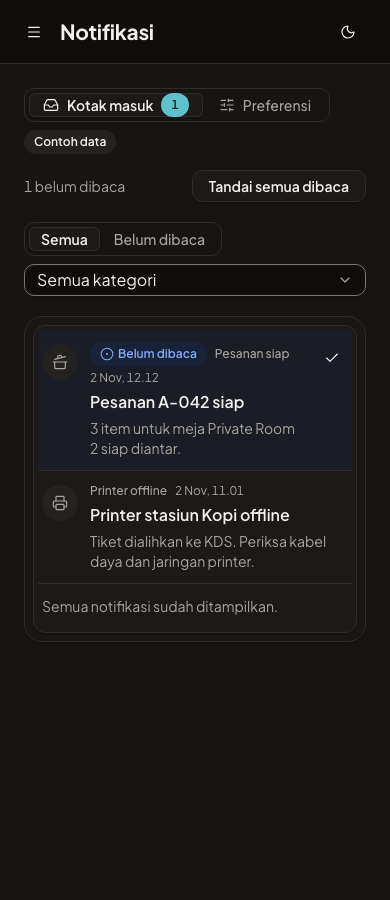 Notifikasi
Kotak masuk 1 Preferensi
Contoh data
1 belum dibaca Tandai semua dibaca
Semua Belum dibaca
Semua kategori
Belum dibaca Pesanan siap
2 Nov, 12.12
Pesanan A-042 siap
3 item untuk meja Private Room
2 siap diantar.
Printer offline 2 Nov, 11.01
Printer stasiun Kopi offline
Tiket dialihkan ke KDS. Periksa kabel
daya dan jaringan printer.
Semua notifikasi sudah ditampilkan.